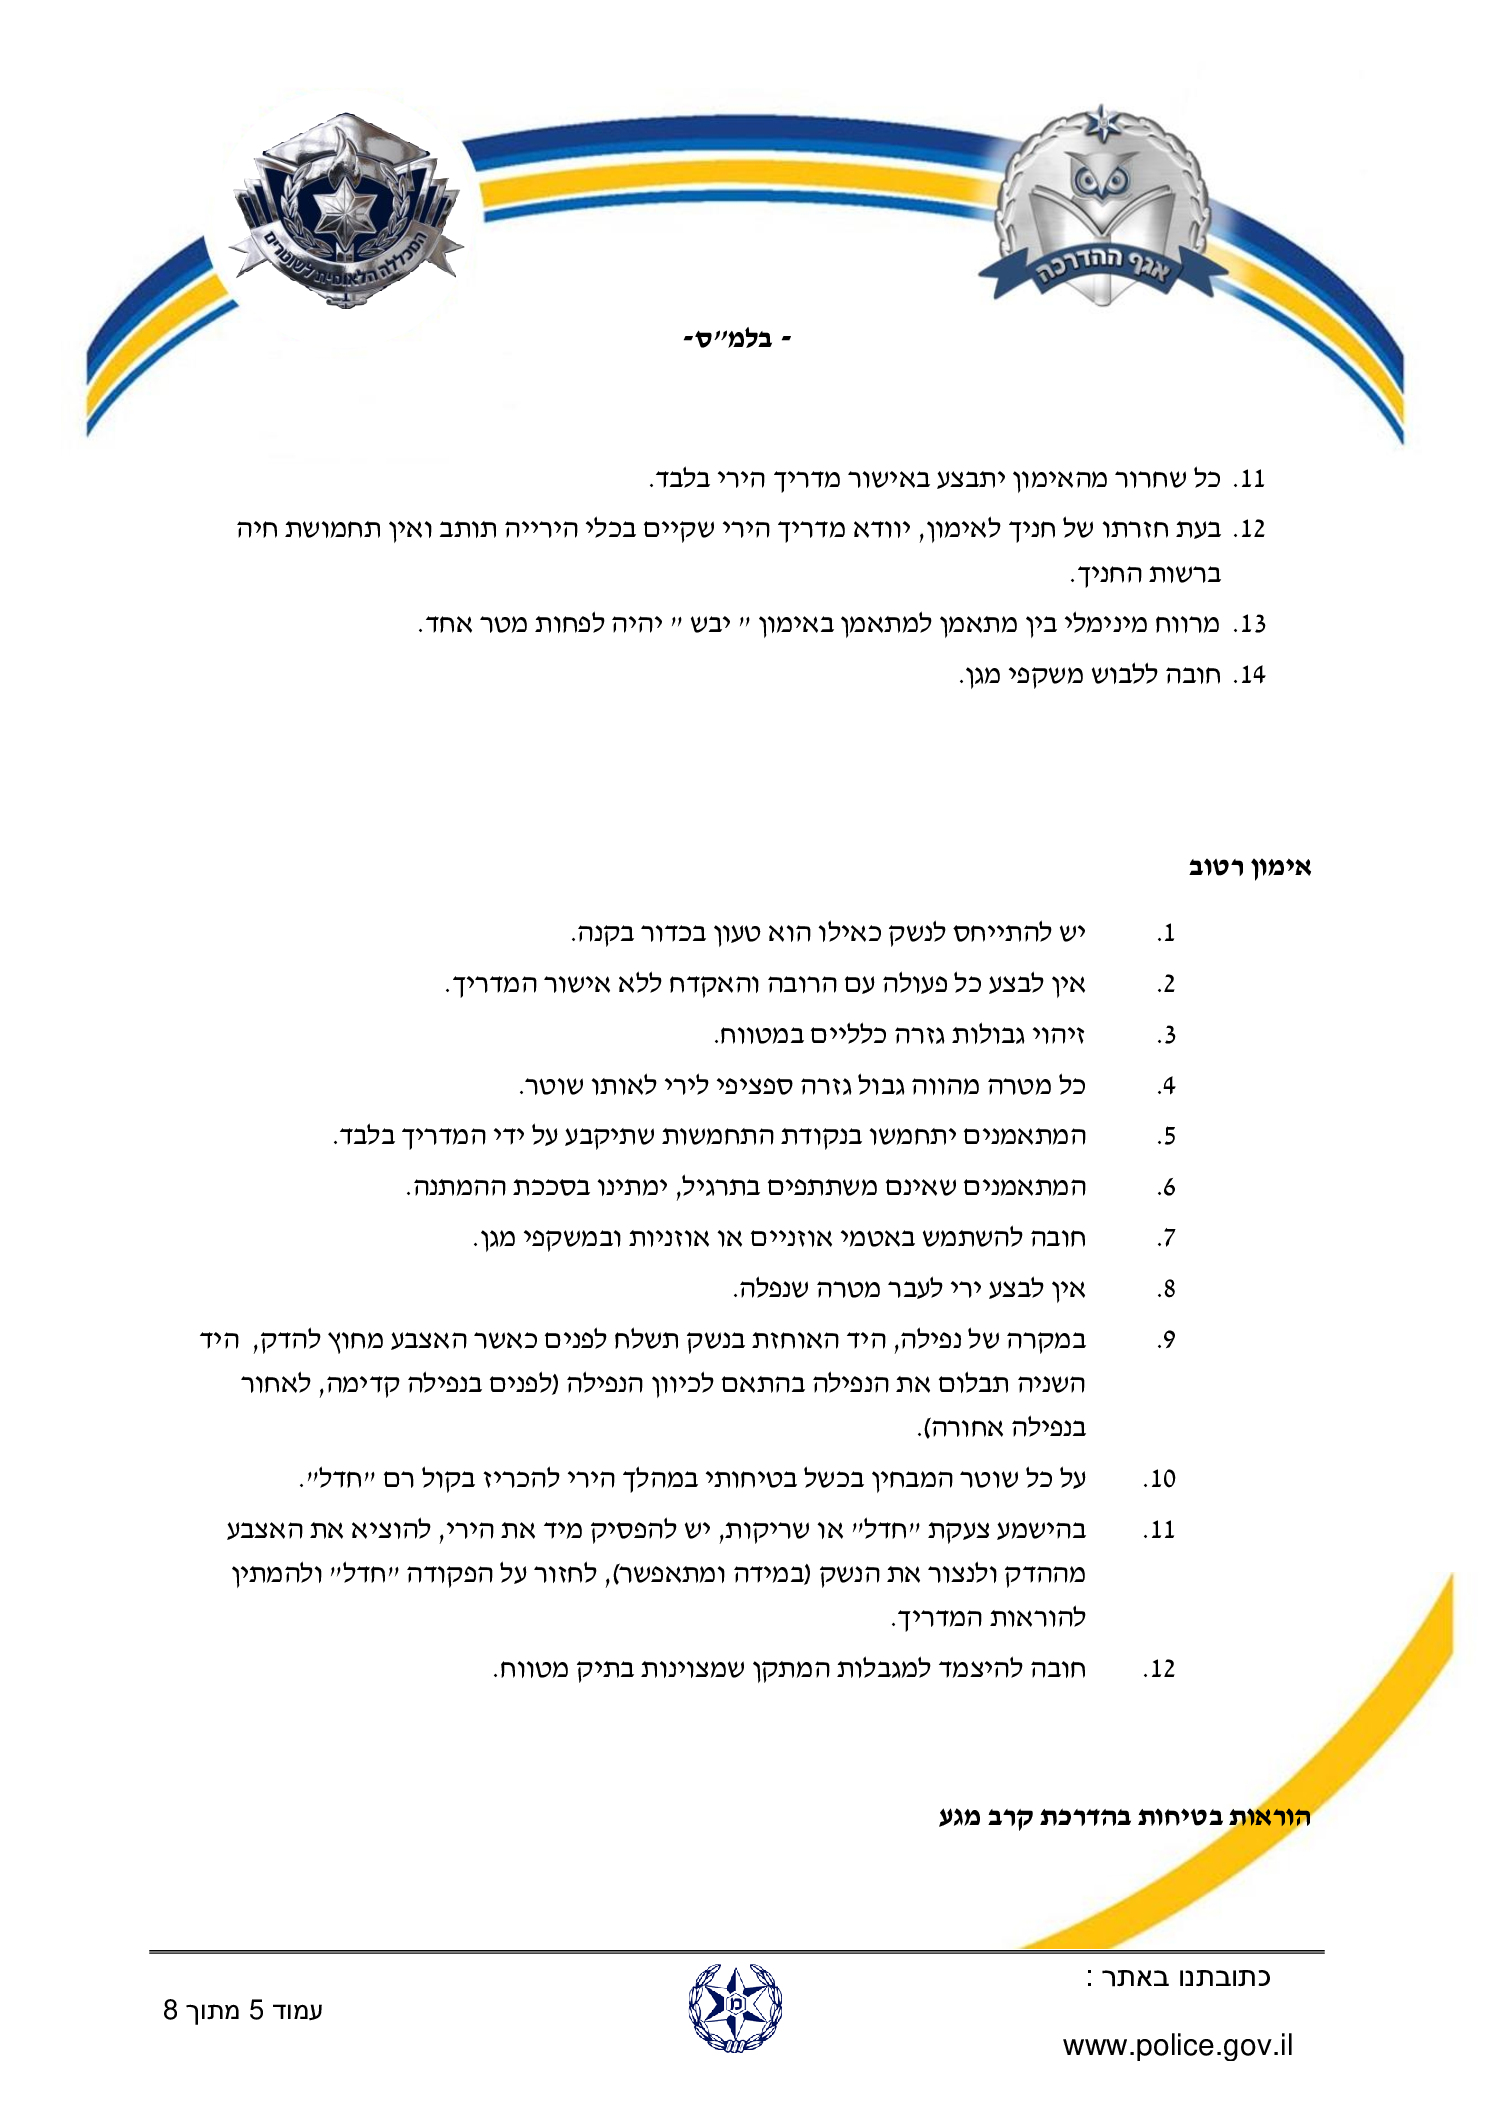 המכללה הלאומית לשוטרים
אגף ההדרכה
- בלמ"ס-
11. כל שחרור מהאימון יתבצע באישור מדריך הירי בלבד.
12. בעת חזרתו של חניך לאימון, יוודא מדריך הירי שקיים בכלי הירייה תותב ואין תחמושת חיה
ברשות החניך.
13. מרווח מינימלי בין מתאמן למתאמן באימון " יבש " יהיה לפחות מטר אחד.
14. חובה ללבוש משקפי מגן.
אימון רטוב
1. יש להתייחס לנשק כאילו הוא טעון בכדור בקנה.
2. אין לבצע כל פעולה עם הרובה והאקדח ללא אישור המדריך.
3. זיהוי גבולות גזרה כלליים במטווח.
4. כל מטרה מהווה גבול גזרה ספציפי לירי לאותו שוטר.
5. המתאמנים יתחמשו בנקודת התחמשות שתיקבע על ידי המדריך בלבד.
6. המתאמנים שאינם משתתפים בתרגיל, ימתינו בסככת ההמתנה.
7. חובה להשתמש באטמי אוזניים או אוזניות ובמשקפי מגן.
8. אין לבצע ירי לעבר מטרה שנפלה.
9. במקרה של נפילה, היד האוחזת בנשק תשלח לפנים כאשר האצבע מחוץ להדק, היד
השניה תבלום את הנפילה בהתאם לכיוון הנפילה (לפנים בנפילה קדימה, לאחור
בנפילה אחורה).
10. על כל שוטר המבחין בכשל בטיחותי במהלך הירי להכריז בקול רם "חדל".
11. בהישמע צעקת "חדל" או שריקות, יש להפסיק מיד את הירי, להוציא את האצבע
מההדק ולנצור את הנשק (במידה ומתאפשר), לחזור על הפקודה "חדל" ולהמתין
להוראות המדריך.
12. חובה להיצמד למגבלות המתקן שמצוינות בתיק מטווח.
הוראות בטיחות בהדרכת קרב מגע
כתובתנו באתר :
www.police.gov.il
מ
עמוד 5 מתוך 8